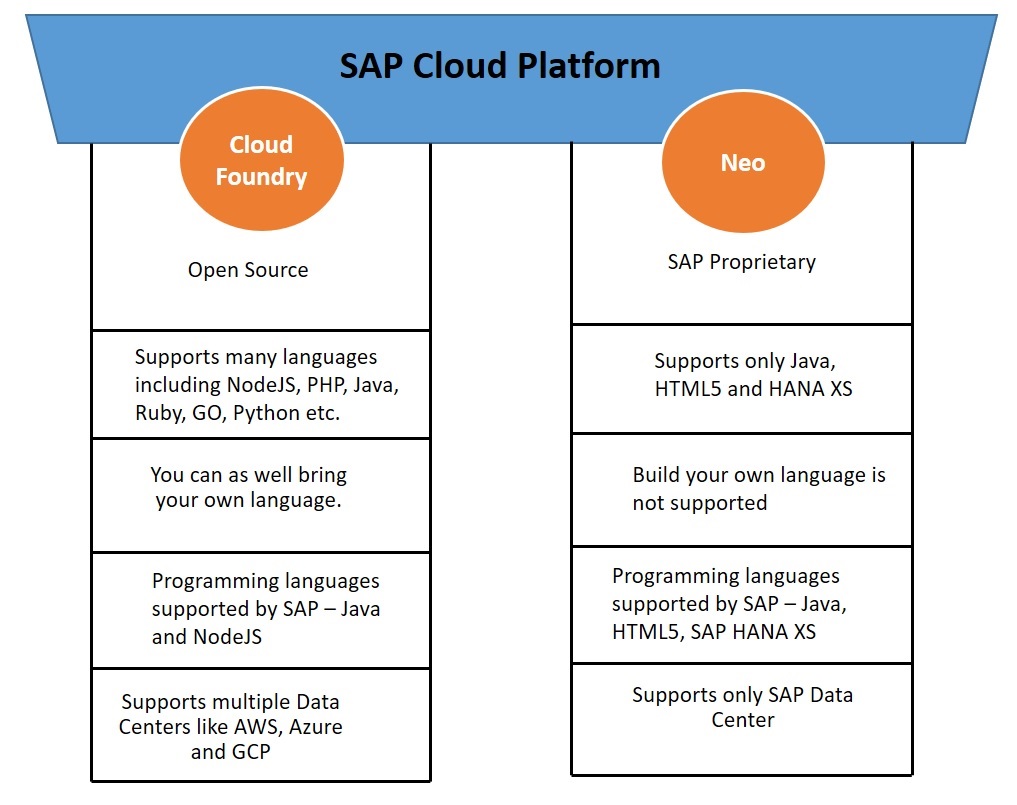 SAP Cloud Platform
Cloud
Foundry
Open Source
Supports many languages
including NodeJS, PHP, Java,
Ruby, GO, Python etc.
You can as well bring
your own language.
Programming languages
supported by SAP – Java
and NodeJS
Supports multiple Data
Centers like AWS, Azure
and GCP
Neo
SAP Proprietary
Supports only Java,
HTML5 and HANA XS
Build your own language is
not supported
Programming languages
supported by SAP – Java,
HTML5, SAP HANA XS
Supports only SAP Data
Center